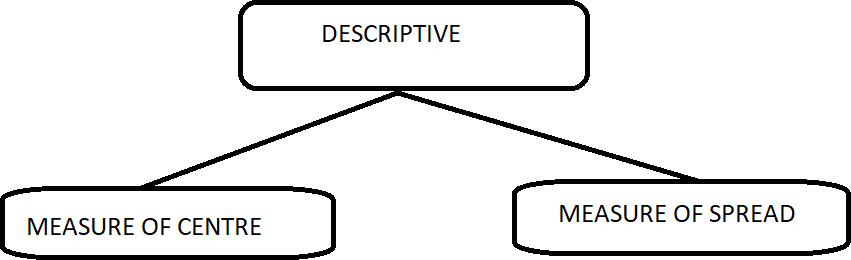 DESCRIPTIVE
MEASURE OF CENTRE
MEASURE OF SPREAD